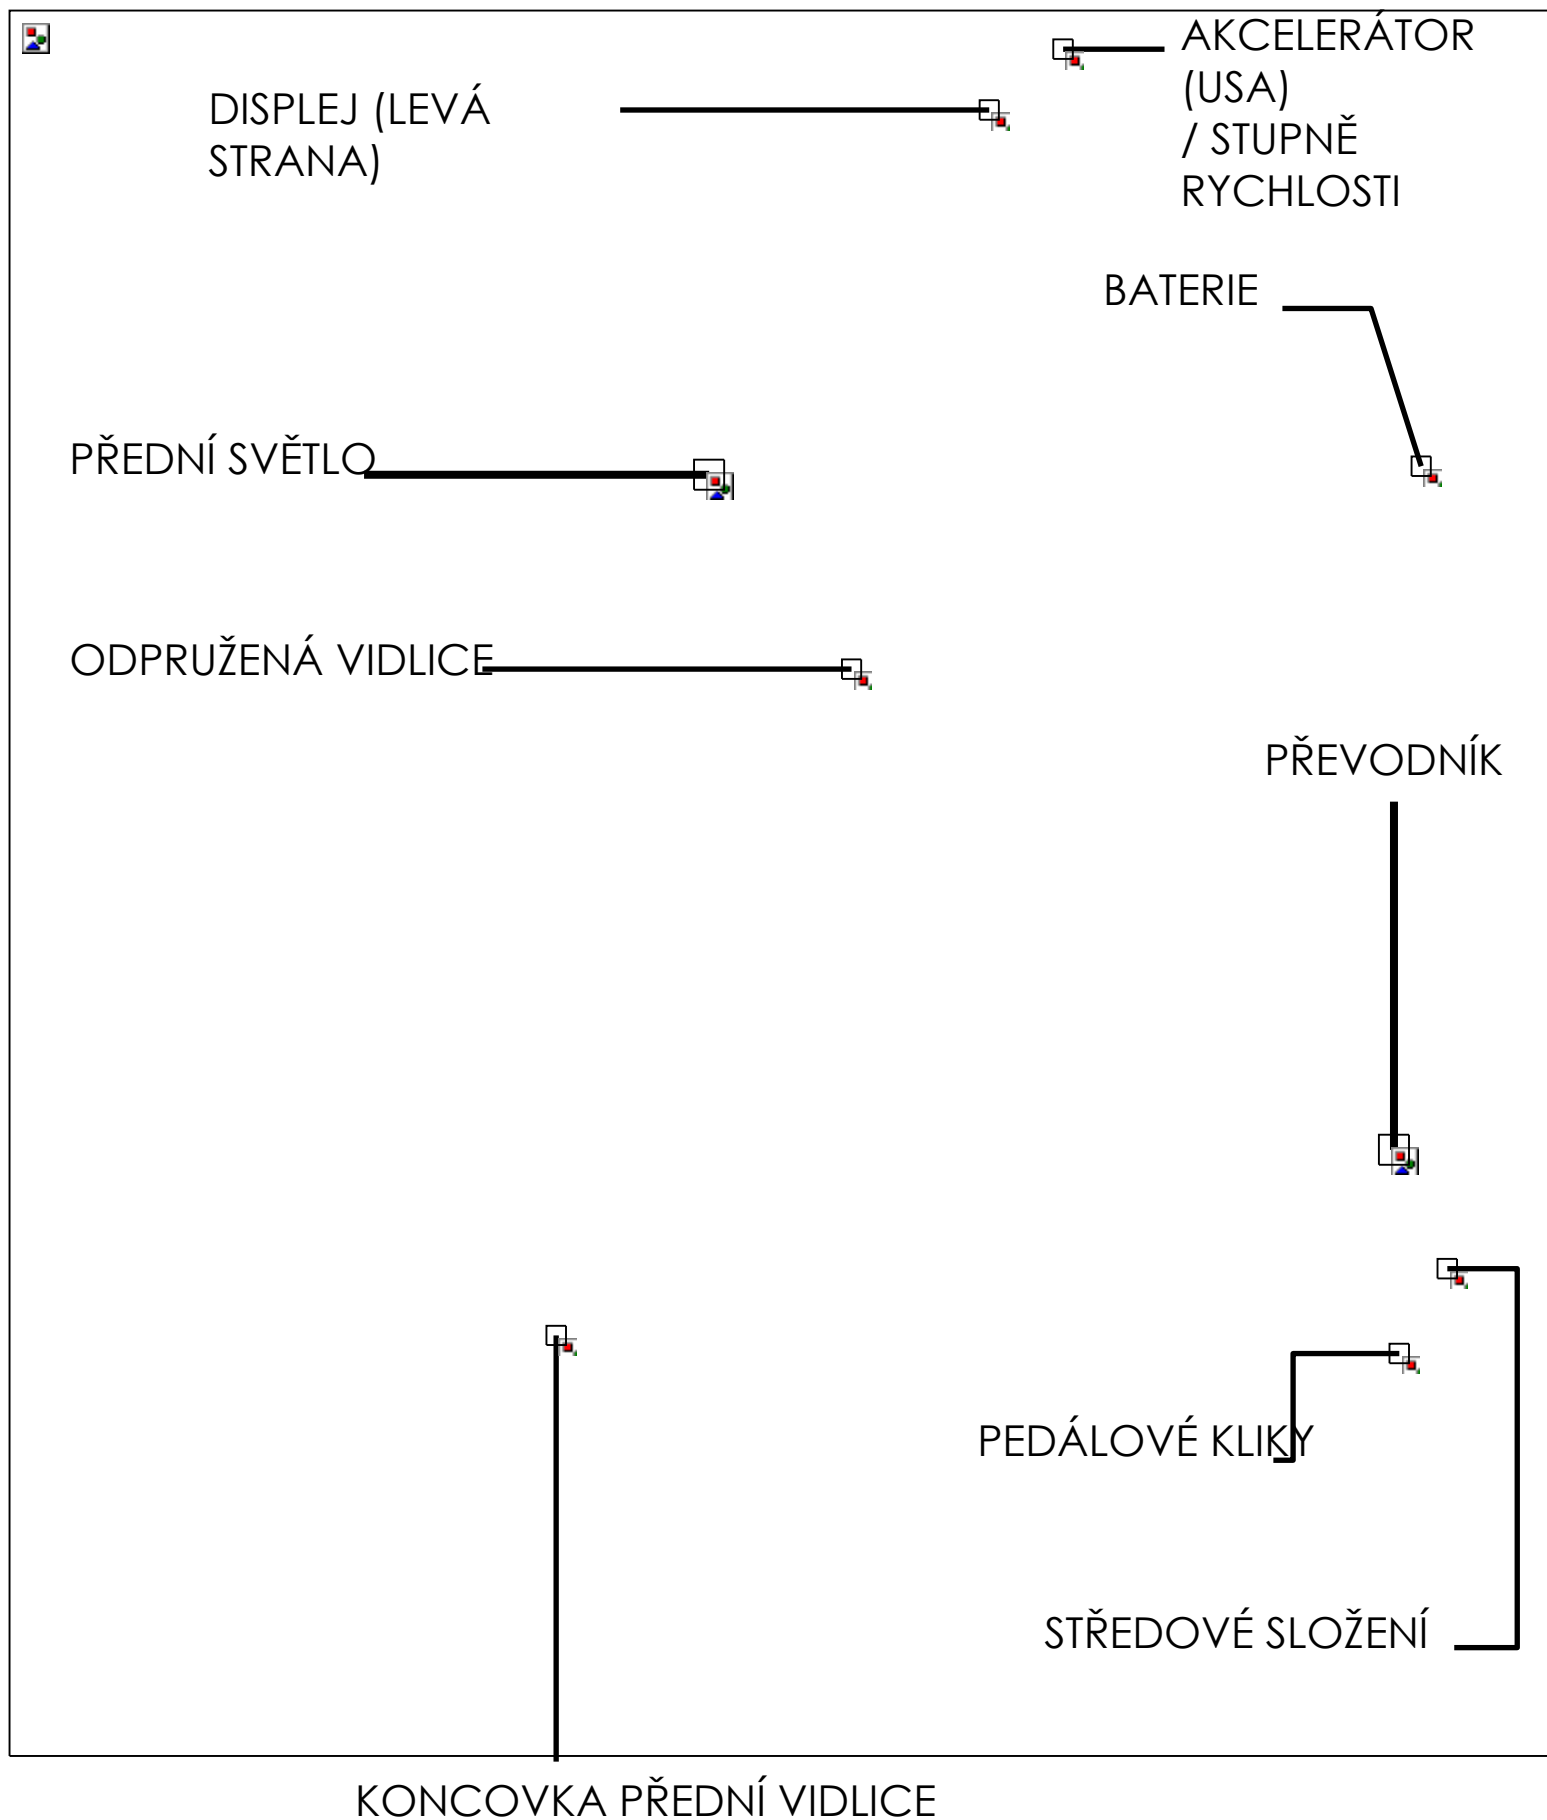 AKCELERÁTOR
(USA)
/ STUPNĚ
RYCHLOSTI
DISPLEJ (LEVÁ
STRANA)
BATERIE
PŘEDNÍ SVĚTLO
ODPRUŽENÁ VIDLICE
PŘEVODNÍK
PEDÁLOVÉ KLIKY
STŘEDOVÉ SLOŽENÍ
KONCOVKA PŘEDNÍ VIDLICE